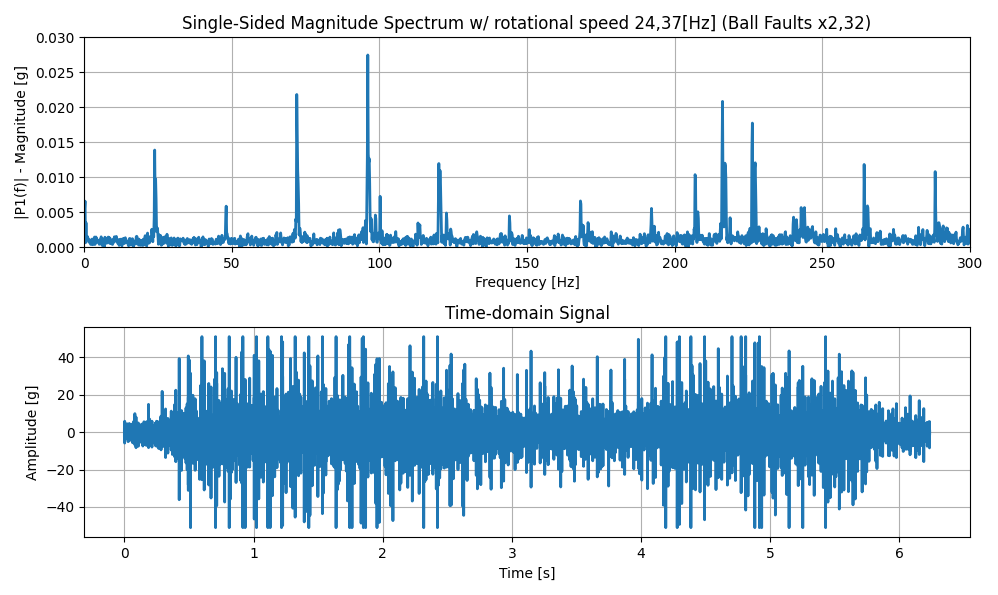 Single-Sided Magnitude Spectrum w/ rotational speed 24,37[Hz] (Ball Faults x2,32)
|P1(f)| - Magnitude [g]
0.030
0.025
0.020
0.015
0.010
0.005
0.000
0 50 100 150 200 250 300
Frequency [Hz]
Time-domain Signal
Amplitude [g]
40
20
0
−20
−40
0 1 2 3 4 5 6
Time [s]